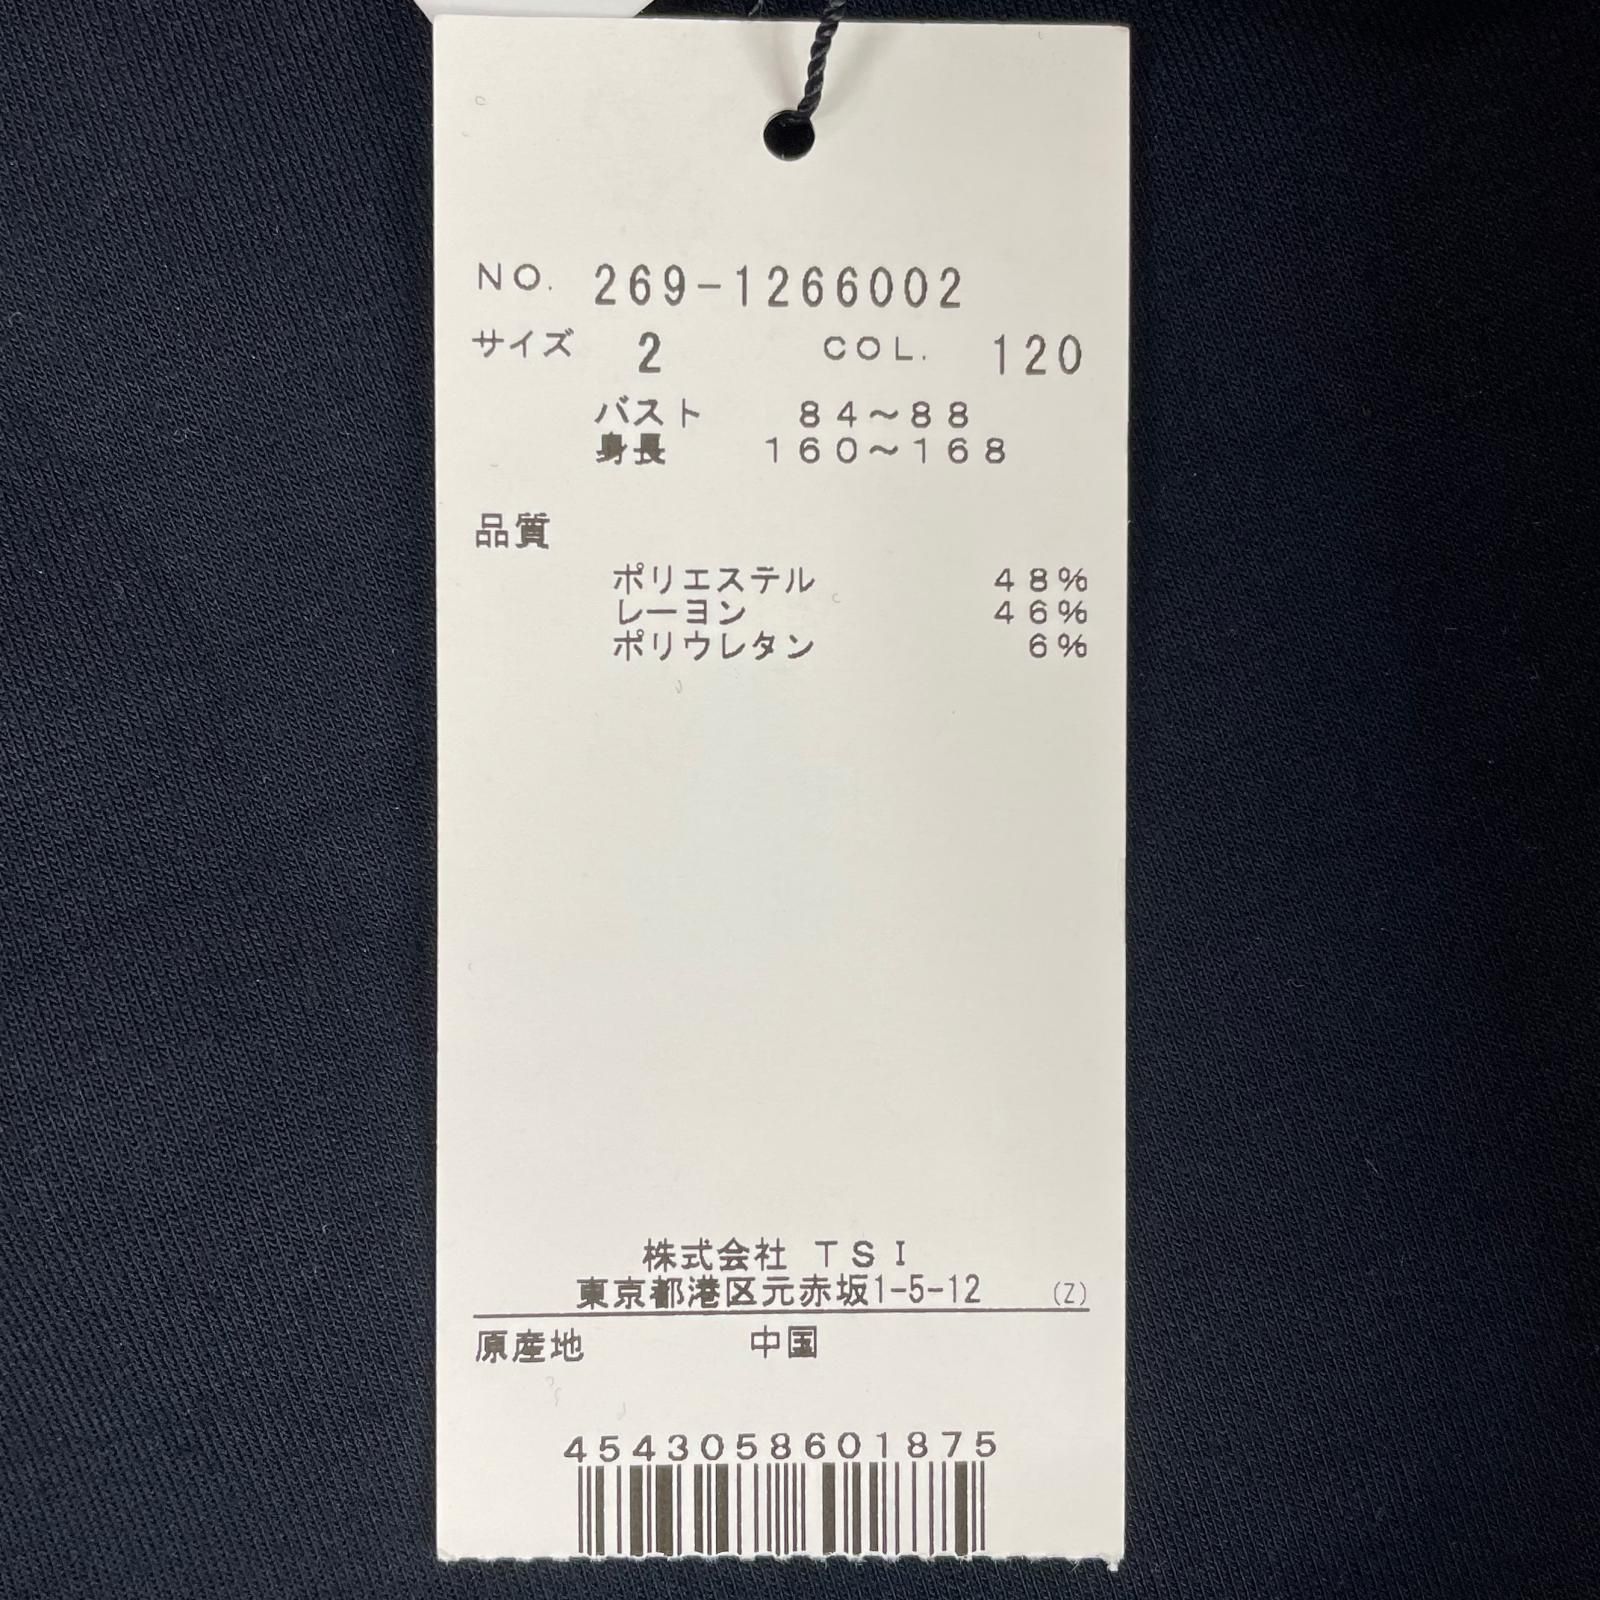 NO. 269-1266002
サイズ 2 COL. 120
バスト 84～88
身長 160～168
品質
ポリエステル 48%
レーヨン 46%
ポリウレタン 6%
株式会社 TSI
東京都港区元赤坂1-5-12 (Z)
原産地 中国
4543058601875